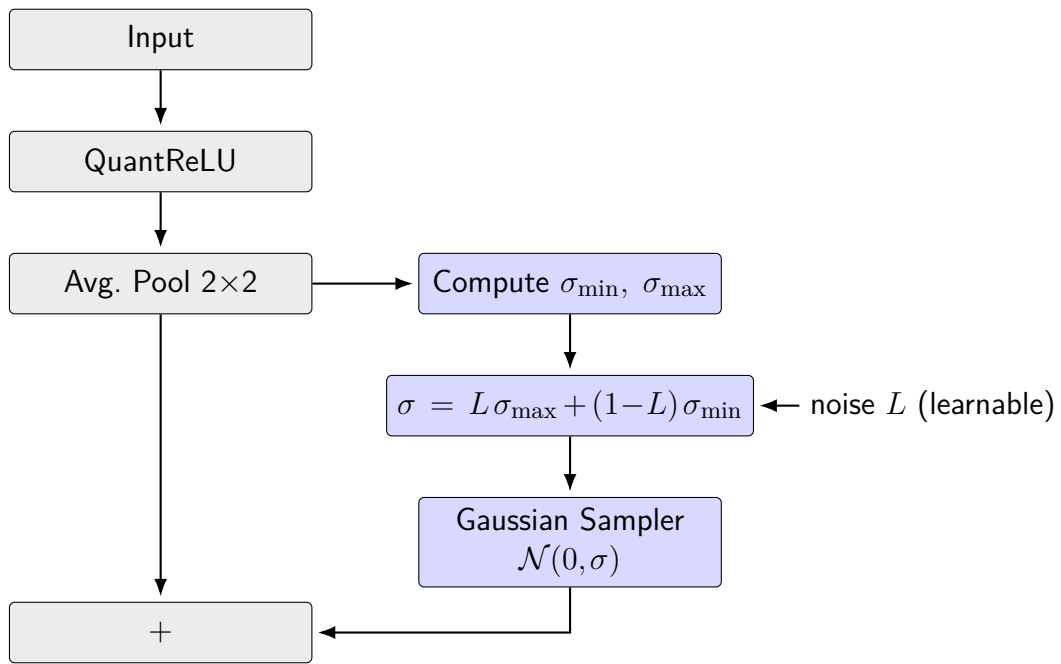 Input
QuantReLU
Avg. Pool 2×2
Compute σ_min, σ_max
σ = L σ_max + (1−L) σ_min
noise L (learnable)
Gaussian Sampler
𝒩(0, σ)
+